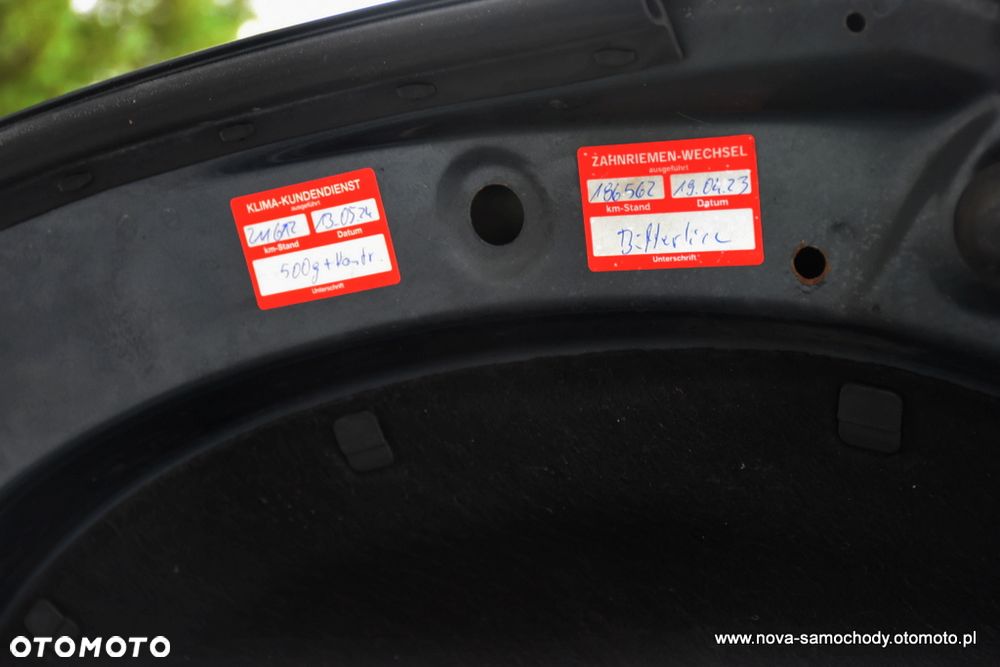 KLIMA-KUNDENDIENST
ausgeführt
211612 13.05.24
km-Stand Datum
500g + Kontr.
Unterschrift
ZAHNRIEMEN-WECHSEL
ausgeführt
186562 19.04.23
km-Stand Datum
Unterschrift
OTOMOTO
www.nova-samochody.otomoto.pl